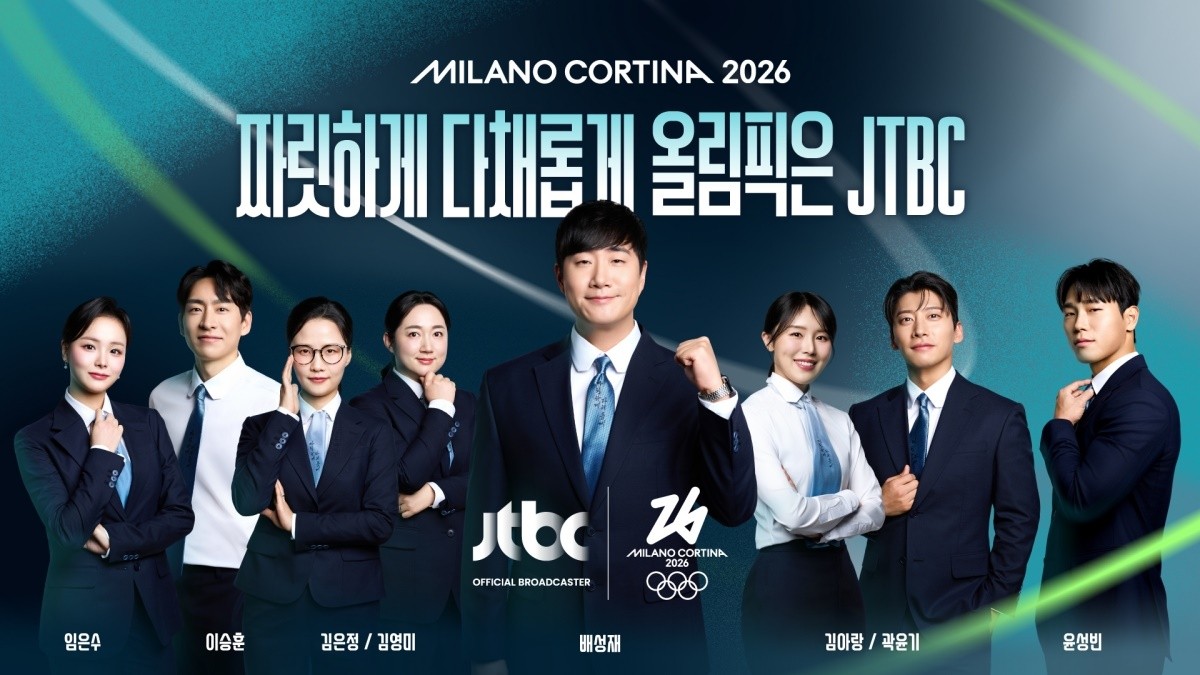 MILANO CORTINA 2026
짜릿하게 다채롭게 올림픽은 JTBC
jtbc
OFFICIAL BROADCASTER
26
MILANO CORTINA
2026
임은수
이승훈
김은정 / 김영미
배성재
김아랑 / 곽윤기
윤성빈